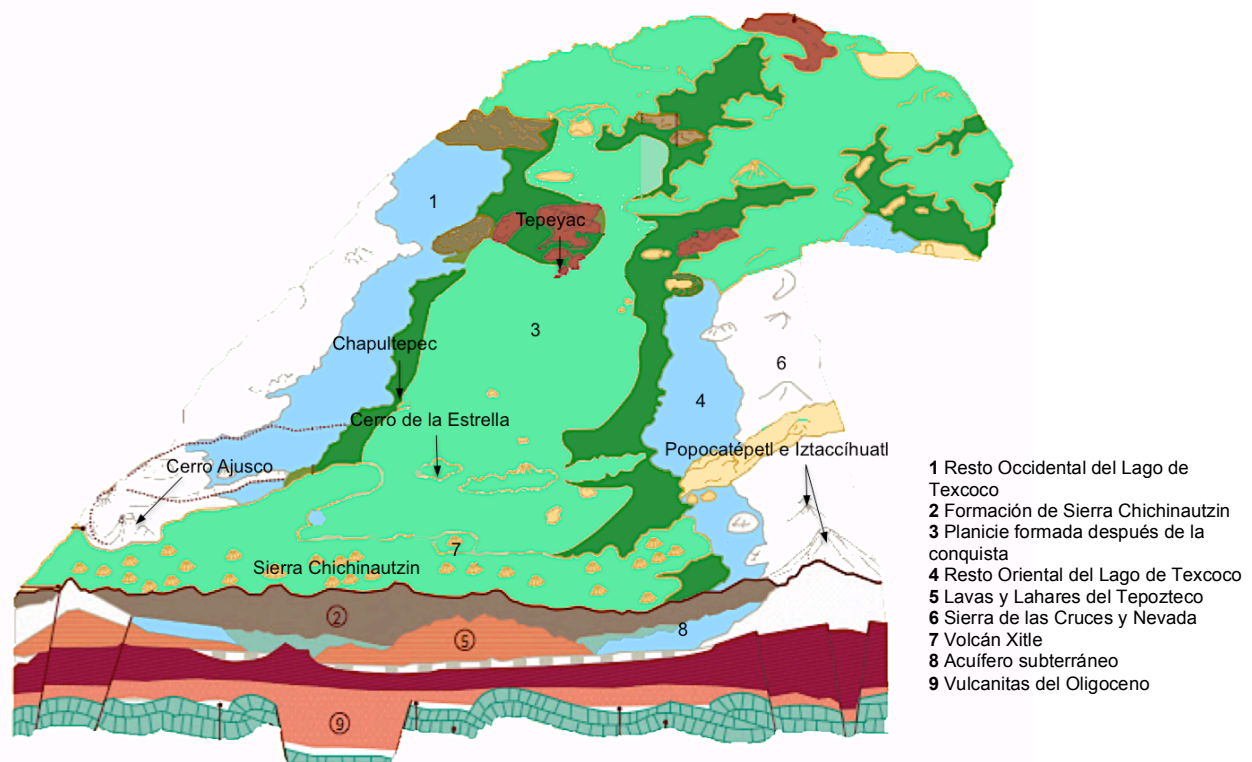 1
Tepeyac
3
Chapultepec
6
4
Cerro de la Estrella
Popocatépetl e Iztaccíhuatl
Cerro Ajusco
7
Sierra Chichinautzin
②
8
⑤
⑨
1 Resto Occidental del Lago de
Texcoco
2 Formación de Sierra Chichinautzin
3 Planicie formada después de la
conquista
4 Resto Oriental del Lago de Texcoco
5 Lavas y Lahares del Tepozteco
6 Sierra de las Cruces y Nevada
7 Volcán Xitle
8 Acuífero subterráneo
9 Vulcanitas del Oligoceno